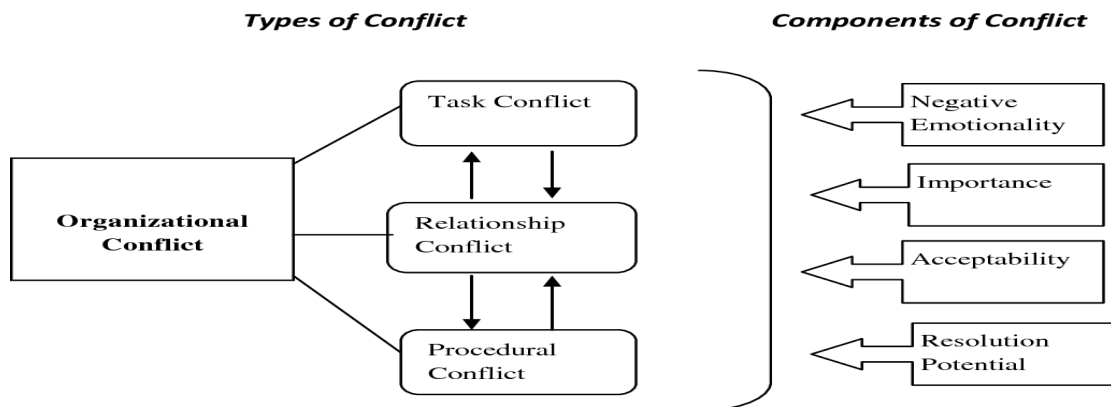 Types of Conflict
Components of Conflict
Task Conflict
Organizational
Conflict
Relationship
Conflict
Procedural
Conflict
Negative
Emotionality
Importance
Acceptability
Resolution
Potential